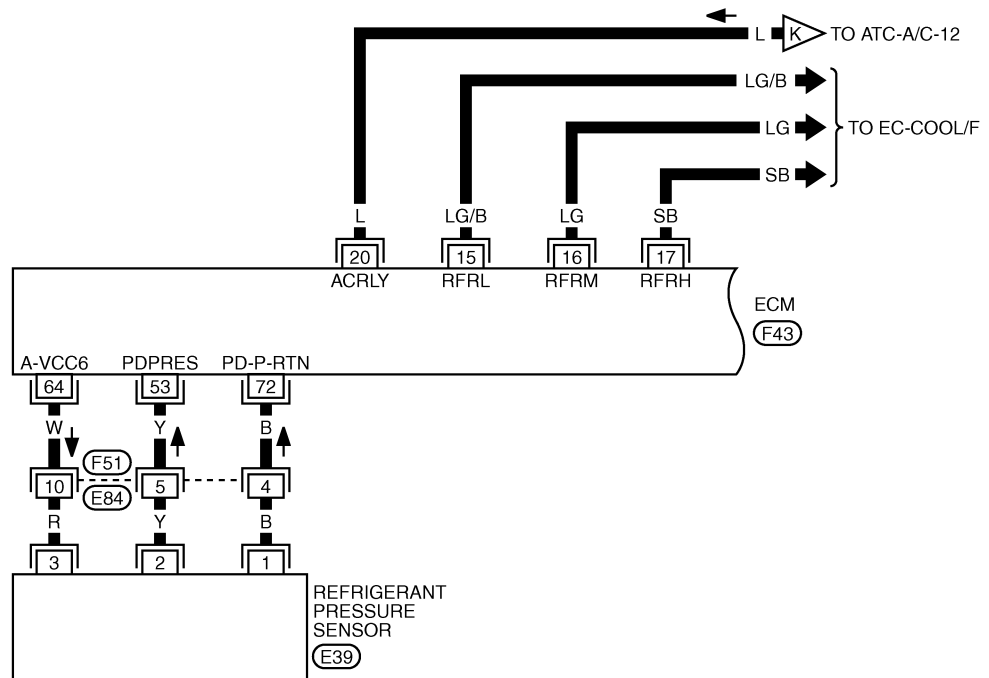 L K TO ATC-A/C-12
LG/B
LG TO EC-COOL/F
SB
L LG/B LG SB
20 15 16 17
ACRLY RFRL RFRM RFRH
ECM
F43
A-VCC6 PDPRES PD-P-RTN
64 53 72
W Y B
F51
10 5 4
E84
R Y B
3 2 1
REFRIGERANT
PRESSURE
SENSOR
E39